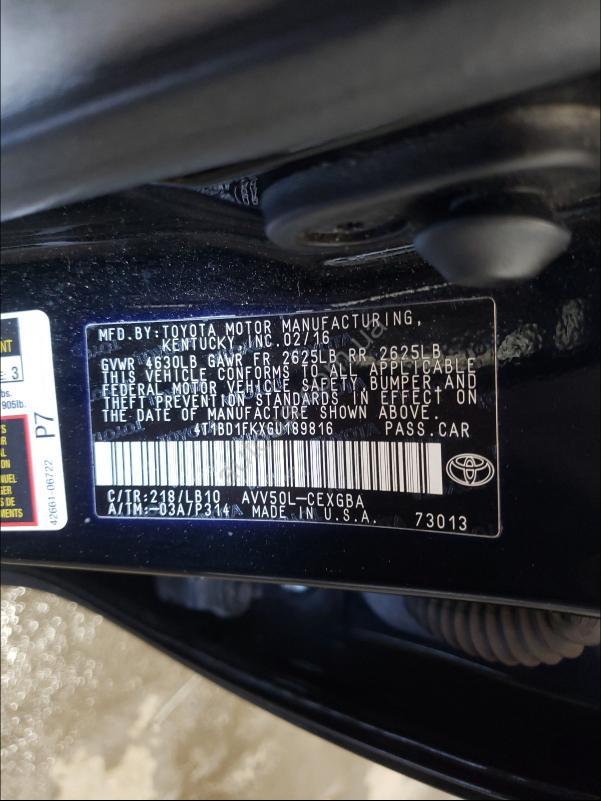 MFD.BY:TOYOTA MOTOR MANUFACTURING,
KENTUCKY, INC. 02/16
GVWR 4630LB GAWR FR 2625LB RR 2625LB
THIS VEHICLE CONFORMS TO ALL APPLICABLE
FEDERAL MOTOR VEHICLE SAFETY, BUMPER, AND
THEFT PREVENTION STANDARDS IN EFFECT ON
THE DATE OF MANUFACTURE SHOWN ABOVE.
4T1BD1FKXGU189816 PASS.CAR
C/TR:218/LB10 AVV50L-CEXGBA
A/TM:-03A/P314 MADE IN U.S.A. 73013
3
905lb.
P7
42661-06722